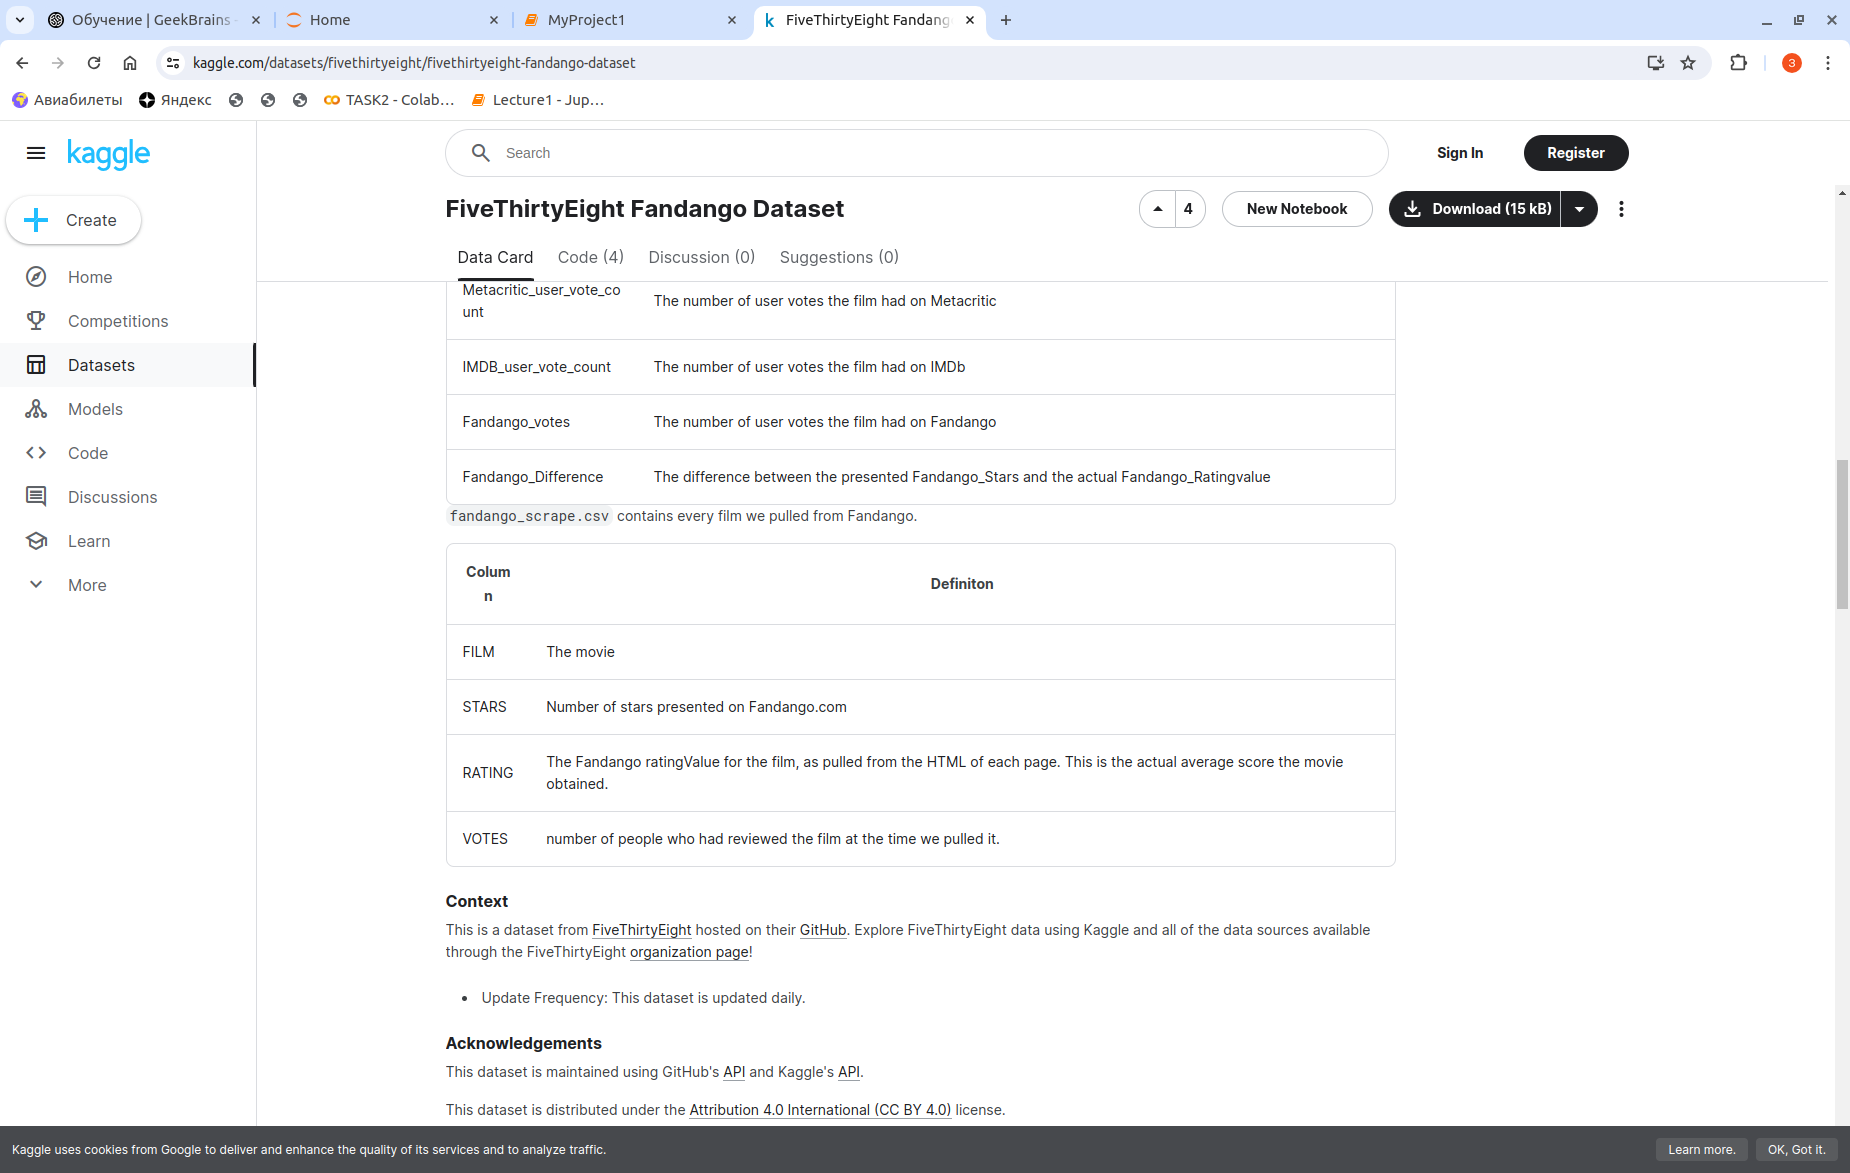 Обучение | GeekBrains
Home
MyProject1
FiveThirtyEight Fandang
kaggle.com/datasets/fivethirtyeight/fivethirtyeight-fandango-dataset
3
Авиабилеты
Яндекс
TASK2 - Colab…
Lecture1 - Jup…
kaggle
Search
Sign In
Register
Create
FiveThirtyEight Fandango Dataset
4
New Notebook
Download (15 kB)
Data Card
Code (4)
Discussion (0)
Suggestions (0)
Home
Competitions
Datasets
Models
Code
Discussions
Learn
More
Metacritic_user_vote_co
unt
The number of user votes the film had on Metacritic
IMDB_user_vote_count
The number of user votes the film had on IMDb
Fandango_votes
The number of user votes the film had on Fandango
Fandango_Difference
The difference between the presented Fandango_Stars and the actual Fandango_Ratingvalue
fandango_scrape.csv contains every film we pulled from Fandango.
Colum
n
Definiton
FILM
The movie
STARS
Number of stars presented on Fandango.com
RATING
The Fandango ratingValue for the film, as pulled from the HTML of each page. This is the actual average score the movie
obtained.
VOTES
number of people who had reviewed the film at the time we pulled it.
Context
This is a dataset from FiveThirtyEight hosted on their GitHub. Explore FiveThirtyEight data using Kaggle and all of the data sources available
through the FiveThirtyEight organization page!
Update Frequency: This dataset is updated daily.
Acknowledgements
This dataset is maintained using GitHub's API and Kaggle's API.
This dataset is distributed under the Attribution 4.0 International (CC BY 4.0) license.
Kaggle uses cookies from Google to deliver and enhance the quality of its services and to analyze traffic.
Learn more.
OK, Got it.